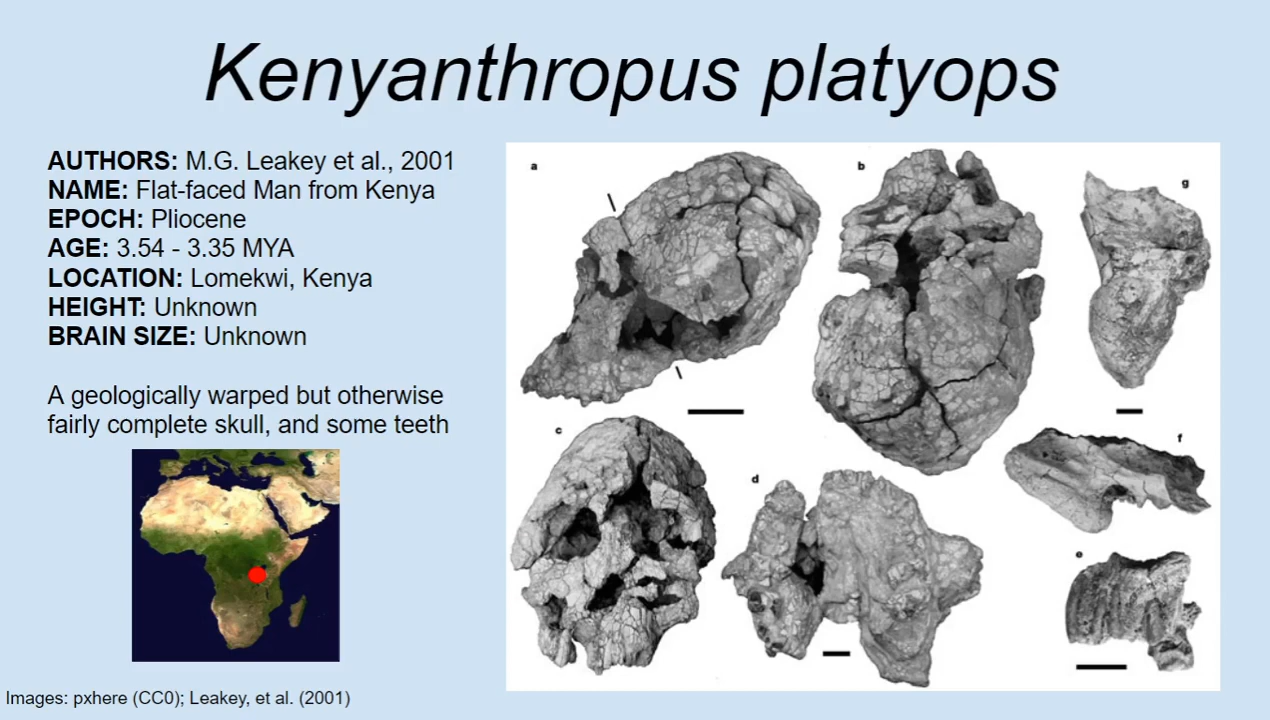 Kenyanthropus platyops
AUTHORS: M.G. Leakey et al., 2001
NAME: Flat-faced Man from Kenya
EPOCH: Pliocene
AGE: 3.54 - 3.35 MYA
LOCATION: Lomekwi, Kenya
HEIGHT: Unknown
BRAIN SIZE: Unknown
A geologically warped but otherwise
fairly complete skull, and some teeth
Images: pxhere (CC0); Leakey, et al. (2001)
a
b
g
c
d
f
e